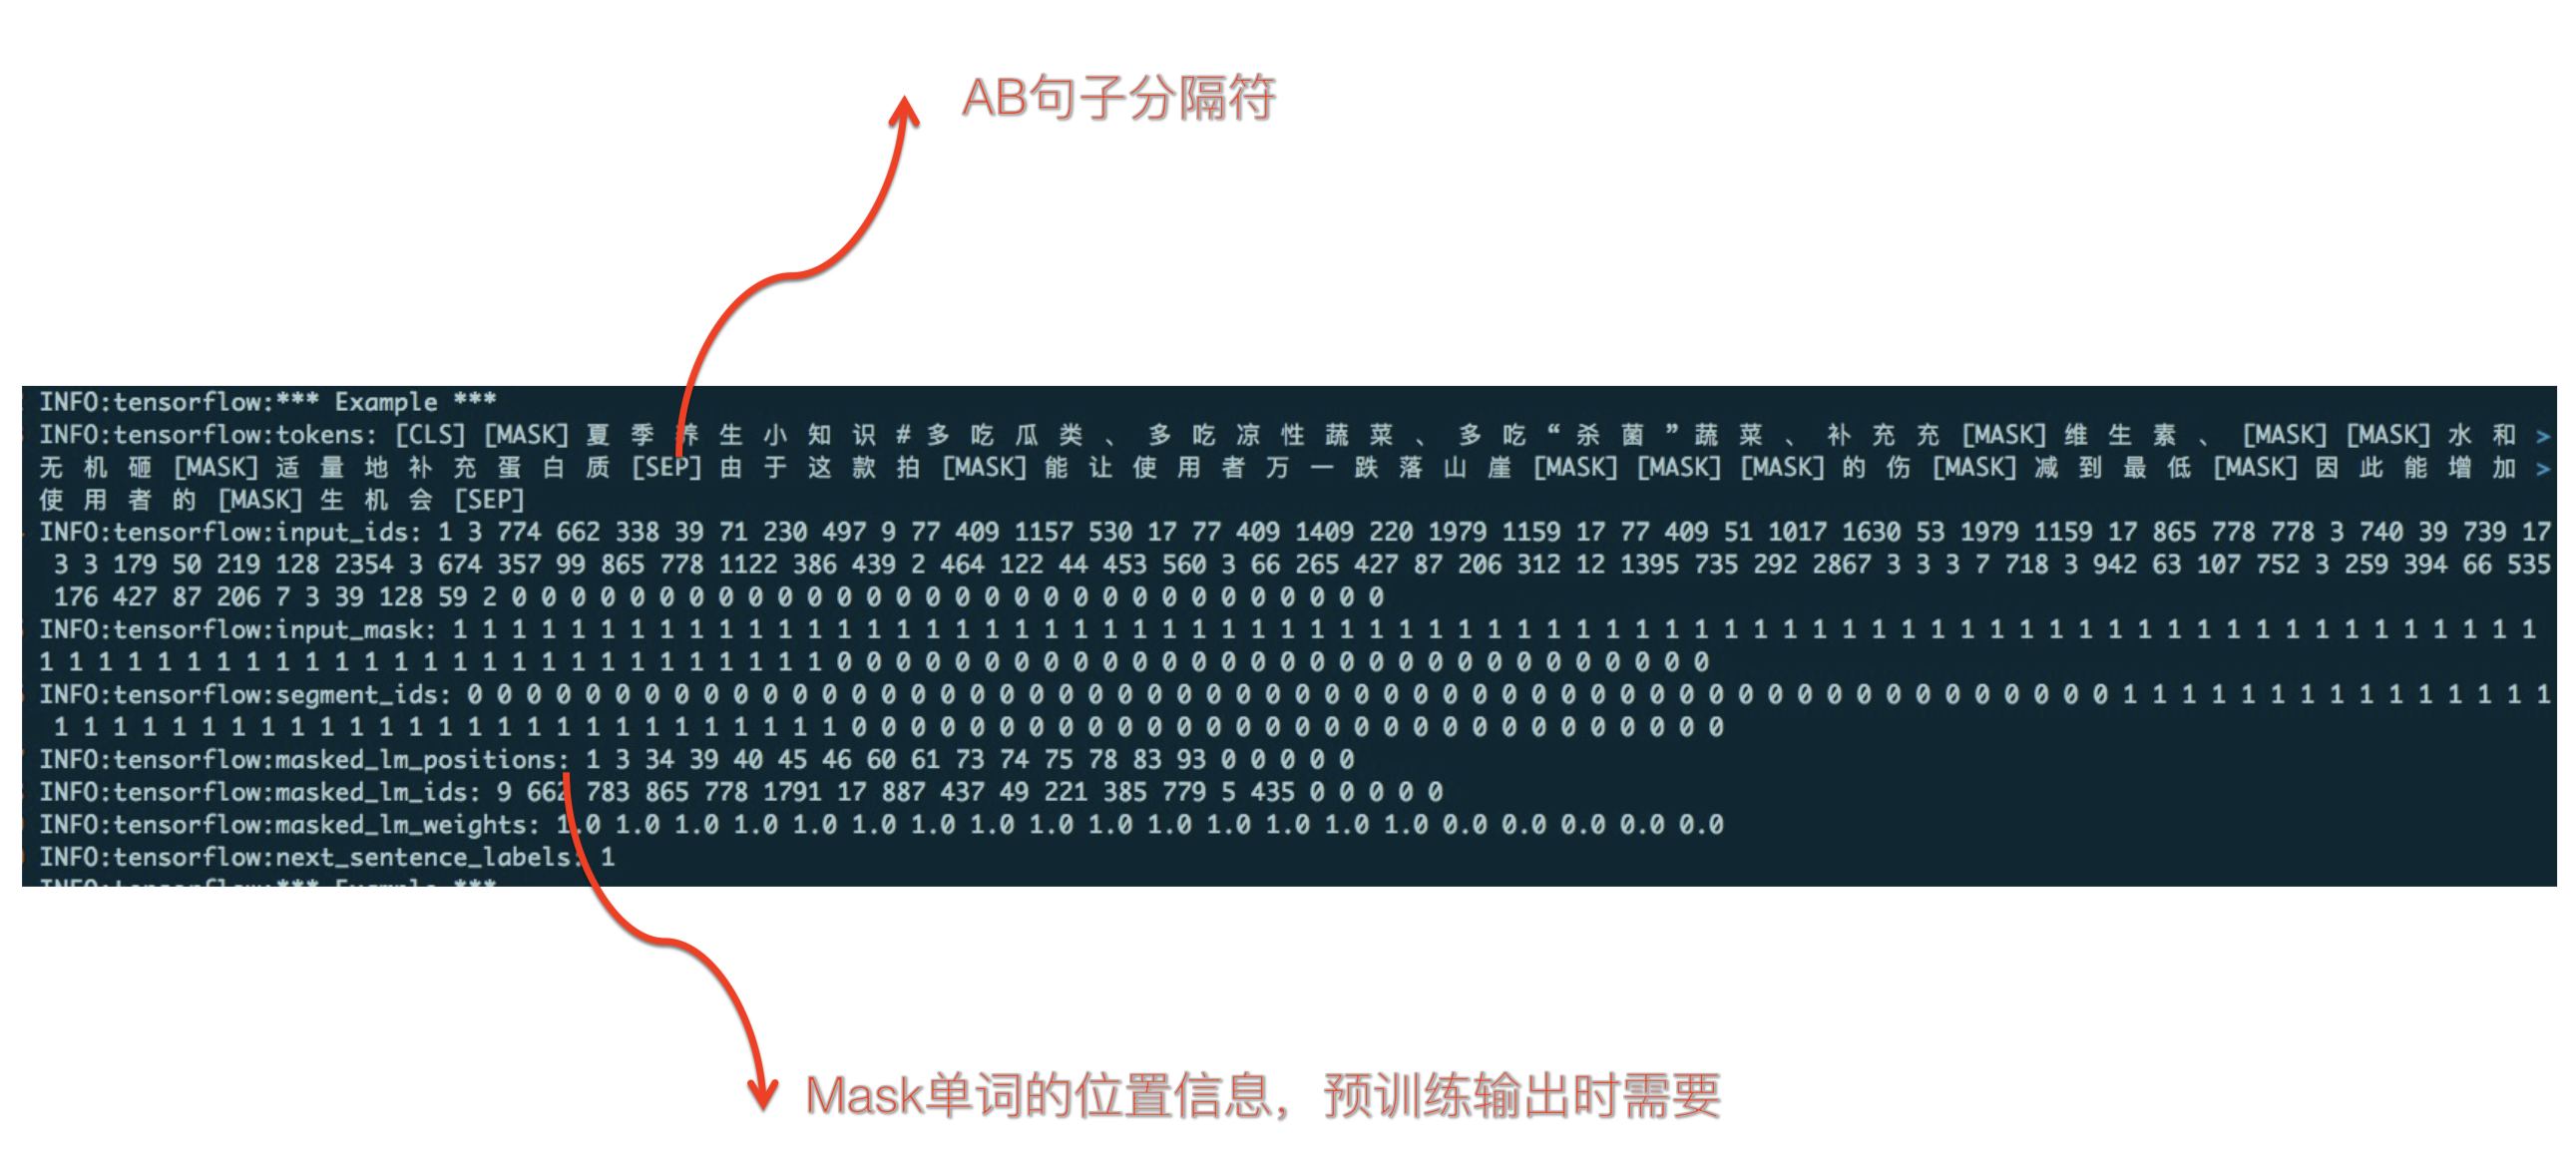 AB句子分隔符
INFO:tensorflow:*** Example ***
INFO:tensorflow:tokens: [CLS] [MASK] 夏 季 养 生 小 知 识 # 多 吃 瓜 类 、 多 吃 凉 性 蔬 菜 、 多 吃 “ 杀 菌 ” 蔬 菜 、 补 充 充 [MASK] 维 生 素 、 [MASK] [MASK] 水 和 >
无 机 砸 [MASK] 适 量 地 补 充 蛋 白 质 [SEP] 由 于 这 款 拍 [MASK] 能 让 使 用 者 万 一 跌 落 山 崖 [MASK] [MASK] [MASK] 的 伤 [MASK] 减 到 最 低 [MASK] 因 此 能 增 加 >
使 用 者 的 [MASK] 生 机 会 [SEP]
INFO:tensorflow:input_ids: 1 3 774 662 338 39 71 230 497 9 77 409 1157 530 17 77 409 1409 220 1979 1159 17 77 409 51 1017 1630 53 1979 1159 17 865 778 778 3 740 39 739 17
3 3 179 50 219 128 2354 3 674 357 99 865 778 1122 386 439 2 464 122 44 453 560 3 66 265 427 87 206 312 12 1395 735 292 2867 3 3 3 7 718 3 942 63 107 752 3 259 394 66 535
176 427 87 206 7 3 39 128 59 2 0 0 0 0 0 0 0 0 0 0 0 0 0 0 0 0 0 0 0 0 0 0 0 0 0 0 0 0 0 0
INFO:tensorflow:input_mask: 1 1 1 1 1 1 1 1 1 1 1 1 1 1 1 1 1 1 1 1 1 1 1 1 1 1 1 1 1 1 1 1 1 1 1 1 1 1 1 1 1 1 1 1 1 1 1 1 1 1 1 1 1 1 1 1 1 1 1 1 1 1 1 1 1 1 1 1 1 1 1
1 1 1 1 1 1 1 1 1 1 1 1 1 1 1 1 1 1 1 1 1 1 1 1 1 1 1 0 0 0 0 0 0 0 0 0 0 0 0 0 0 0 0 0 0 0 0 0 0 0 0 0 0 0 0 0 0
INFO:tensorflow:segment_ids: 0 0 0 0 0 0 0 0 0 0 0 0 0 0 0 0 0 0 0 0 0 0 0 0 0 0 0 0 0 0 0 0 0 0 0 0 0 0 0 0 0 0 0 0 0 0 0 0 0 0 0 0 0 0 0 0 1 1 1 1 1 1 1 1 1 1 1 1 1 1 1
1 1 1 1 1 1 1 1 1 1 1 1 1 1 1 1 1 1 1 1 1 1 1 1 1 1 1 0 0 0 0 0 0 0 0 0 0 0 0 0 0 0 0 0 0 0 0 0 0 0 0 0 0 0 0 0 0
INFO:tensorflow:masked_lm_positions: 1 3 34 39 40 45 46 60 61 73 74 75 78 83 93 0 0 0 0 0
INFO:tensorflow:masked_lm_ids: 9 662 783 865 778 1791 17 887 437 49 221 385 779 5 435 0 0 0 0 0
INFO:tensorflow:masked_lm_weights: 1.0 1.0 1.0 1.0 1.0 1.0 1.0 1.0 1.0 1.0 1.0 1.0 1.0 1.0 1.0 0.0 0.0 0.0 0.0 0.0
INFO:tensorflow:next_sentence_labels: 1
INFO:tensorflow:*** Example ***
Mask单词的位置信息，预训练输出时需要